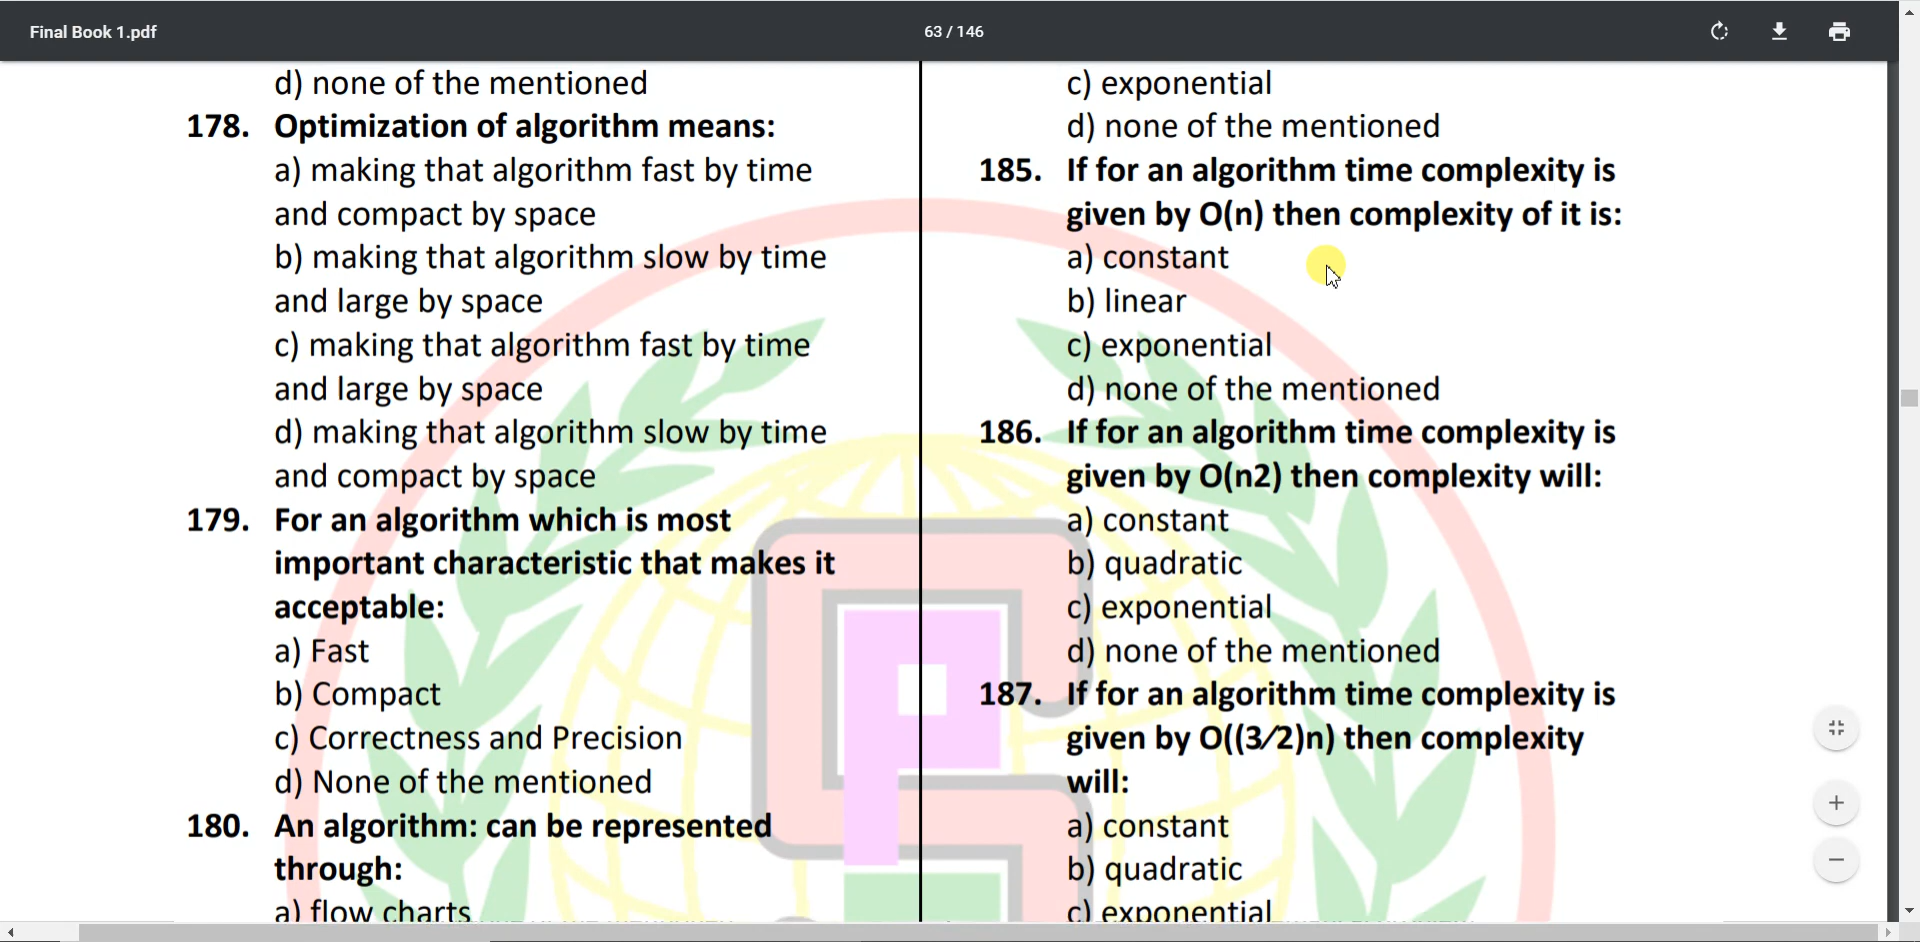 Final Book 1.pdf
63 / 146
d) none of the mentioned
178. Optimization of algorithm means:
a) making that algorithm fast by time
and compact by space
b) making that algorithm slow by time
and large by space
c) making that algorithm fast by time
and large by space
d) making that algorithm slow by time
and compact by space
179. For an algorithm which is most
important characteristic that makes it
acceptable:
a) Fast
b) Compact
c) Correctness and Precision
d) None of the mentioned
180. An algorithm: can be represented
through:
a) flow charts
c) exponential
d) none of the mentioned
185. If for an algorithm time complexity is
given by O(n) then complexity of it is:
a) constant
b) linear
c) exponential
d) none of the mentioned
186. If for an algorithm time complexity is
given by O(n2) then complexity will:
a) constant
b) quadratic
c) exponential
d) none of the mentioned
187. If for an algorithm time complexity is
given by O((3⁄2)n) then complexity
will:
a) constant
b) quadratic
c) exponential